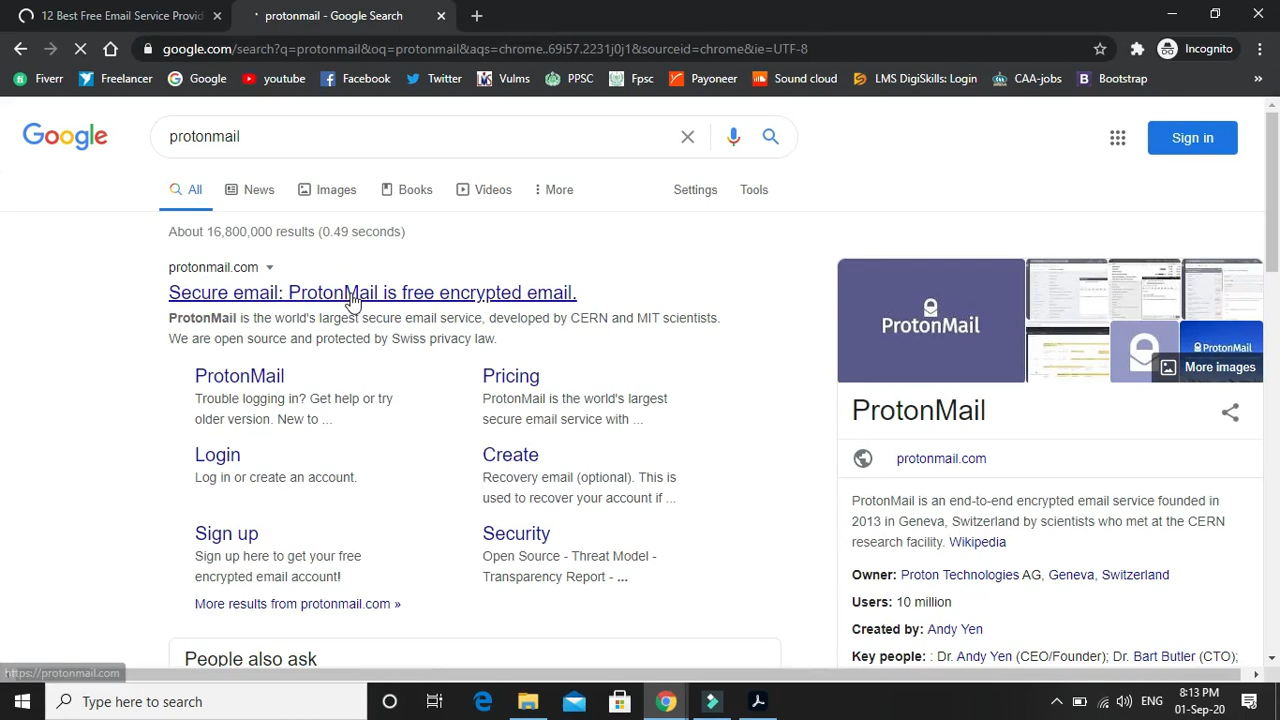 12 Best Free Email Service Provid
protonmail - Google Search
google.com/search?q=protonmail&oq=protonmail&aqs=chrome..69i57.2231j0j1&sourceid=chrome&ie=UTF-8
Incognito
Fiverr
Freelancer
Google
youtube
Facebook
Twitter
Vulms
PPSC
Fpsc
Payoneer
Sound cloud
LMS DigiSkills Login
CAA-jobs
Bootstrap
»
Google
protonmail
Sign in
All
News
Images
Books
Videos
More
Settings
Tools
About 16,800,000 results (0.49 seconds)
protonmail.com
Secure email: ProtonMail is free encrypted email.
ProtonMail is the world's largest secure email service, developed by CERN and MIT scientists.
We are open source and protected by Swiss privacy law.
ProtonMail
Trouble logging in? Get help or try
older version. New to ...
Pricing
ProtonMail is the world's largest
secure email service with ...
Login
Log in or create an account.
Create
Recovery email (optional). This is
used to recover your account if ...
Sign up
Sign up here to get your free
encrypted email account!
Security
Open Source - Threat Model -
Transparency Report - ...
More results from protonmail.com »
People also ask
ProtonMail
ProtonMail
More images
ProtonMail
protonmail.com
ProtonMail is an end-to-end encrypted email service founded in
2013 in Geneva, Switzerland by scientists who met at the CERN
research facility. Wikipedia
Owner: Proton Technologies AG, Geneva, Switzerland
Users: 10 million
Created by: Andy Yen
Key people: : Dr. Andy Yen (CEO/Founder); Dr. Bart Butler (CTO);
https://protonmail.com
Type here to search
ENG
8:13 PM
01-Sep-20